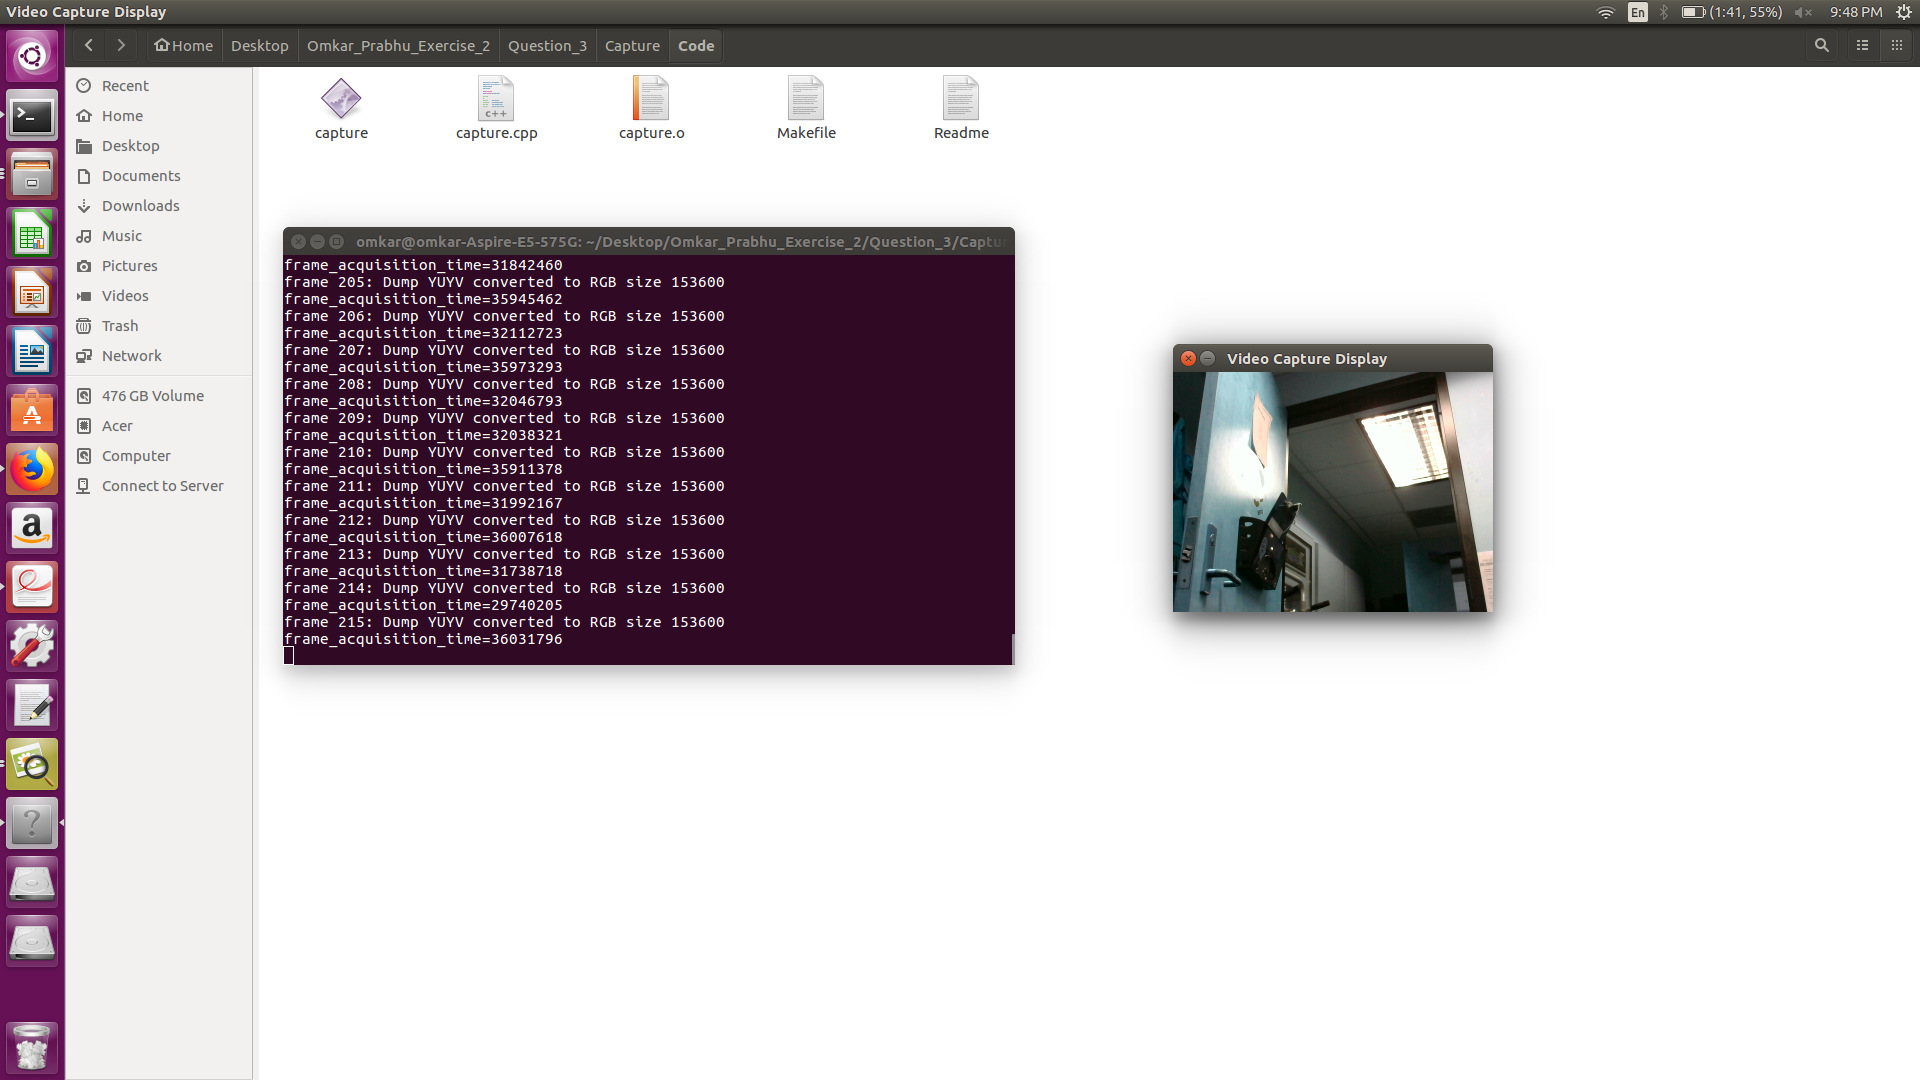 Video Capture Display
En
(1:41, 55%)
9:48 PM
Home
Desktop
Omkar_Prabhu_Exercise_2
Question_3
Capture
Code
Recent
Home
Desktop
Documents
Downloads
Music
Pictures
Videos
Trash
Network
476 GB Volume
Acer
Computer
Connect to Server
capture
c++
capture.cpp
capture.o
Makefile
Readme
omkar@omkar-Aspire-E5-575G: ~/Desktop/Omkar_Prabhu_Exercise_2/Question_3/Captur
frame_acquisition_time=31842460
frame 205: Dump YUYV converted to RGB size 153600
frame_acquisition_time=35945462
frame 206: Dump YUYV converted to RGB size 153600
frame_acquisition_time=32112723
frame 207: Dump YUYV converted to RGB size 153600
frame_acquisition_time=35973293
frame 208: Dump YUYV converted to RGB size 153600
frame_acquisition_time=32046793
frame 209: Dump YUYV converted to RGB size 153600
frame_acquisition_time=32038321
frame 210: Dump YUYV converted to RGB size 153600
frame_acquisition_time=35911378
frame 211: Dump YUYV converted to RGB size 153600
frame_acquisition_time=31992167
frame 212: Dump YUYV converted to RGB size 153600
frame_acquisition_time=36007618
frame 213: Dump YUYV converted to RGB size 153600
frame_acquisition_time=31738718
frame 214: Dump YUYV converted to RGB size 153600
frame_acquisition_time=29740205
frame 215: Dump YUYV converted to RGB size 153600
frame_acquisition_time=36031796
Video Capture Display